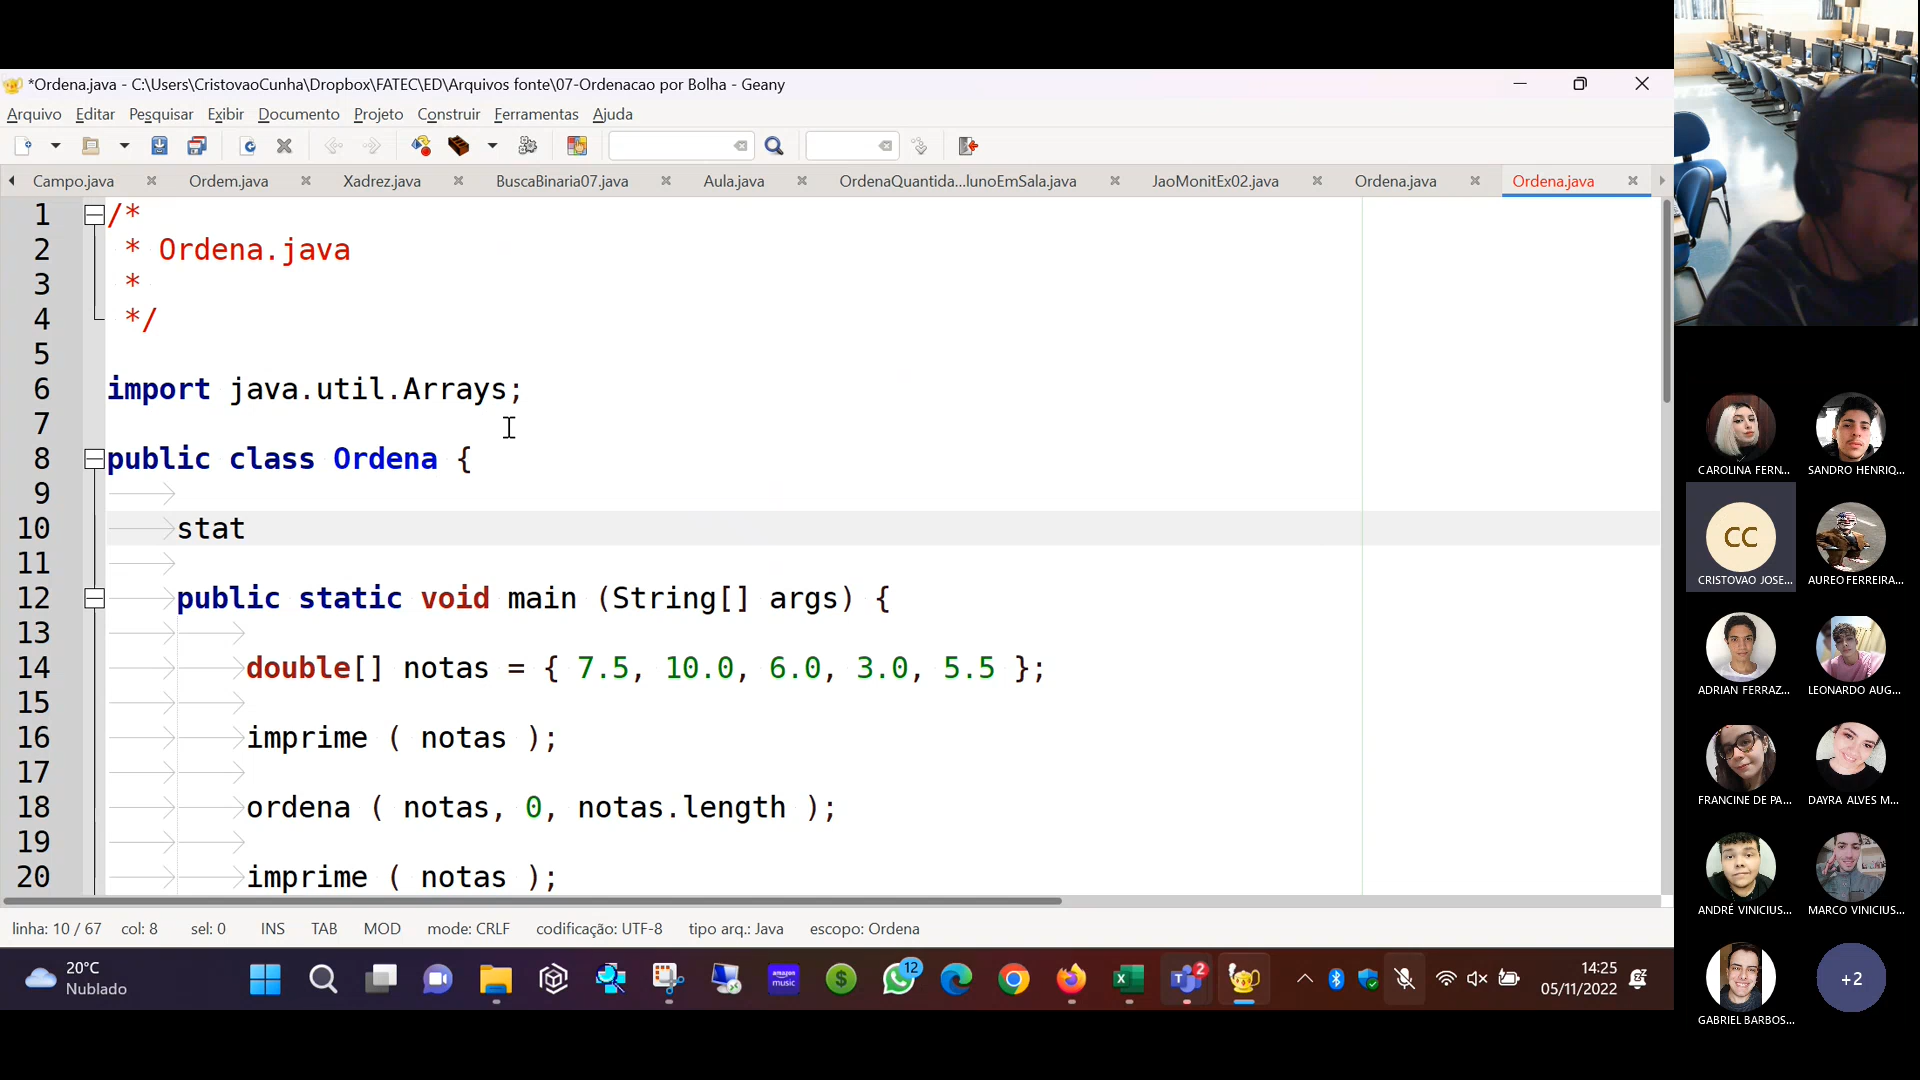 *Ordena.java - C:\Users\CristovaoCunha\Dropbox\FATEC\ED\Arquivos fonte\07-Ordenacao por Bolha - Geany
Arquivo Editar Pesquisar Exibir Documento Projeto Construir Ferramentas Ajuda
Campo.java Ordem.java Xadrez.java BuscaBinaria07.java Aula.java OrdenaQuantida...lunoEmSala.java JaoMonitEx02.java Ordena.java Ordena.java
1 /*
2 * Ordena.java
3 *
4 */
5
6 import java.util.Arrays;
7
8 public class Ordena {
9
10 stat
11
12 public static void main (String[] args) {
13
14 double[] notas = { 7.5, 10.0, 6.0, 3.0, 5.5 };
15
16 imprime ( notas );
17
18 ordena ( notas, 0, notas.length );
19
20 imprime ( notas );
linha: 10 / 67 col: 8 sel: 0 INS TAB MOD mode: CRLF codificação: UTF-8 tipo arq.: Java escopo: Ordena
20°C
Nublado
amazon music
$
12
2
14:25
05/11/2022
CAROLINA FERN... SANDRO HENRIQ...
CC
CRISTOVAO JOSE... AUREO FERREIRA...
ADRIAN FERRAZ... LEONARDO AUG...
FRANCINE DE PA... DAYRA ALVES M...
ANDRÉ VINICIUS... MARCO VINICIUS...
+2
GABRIEL BARBOS...